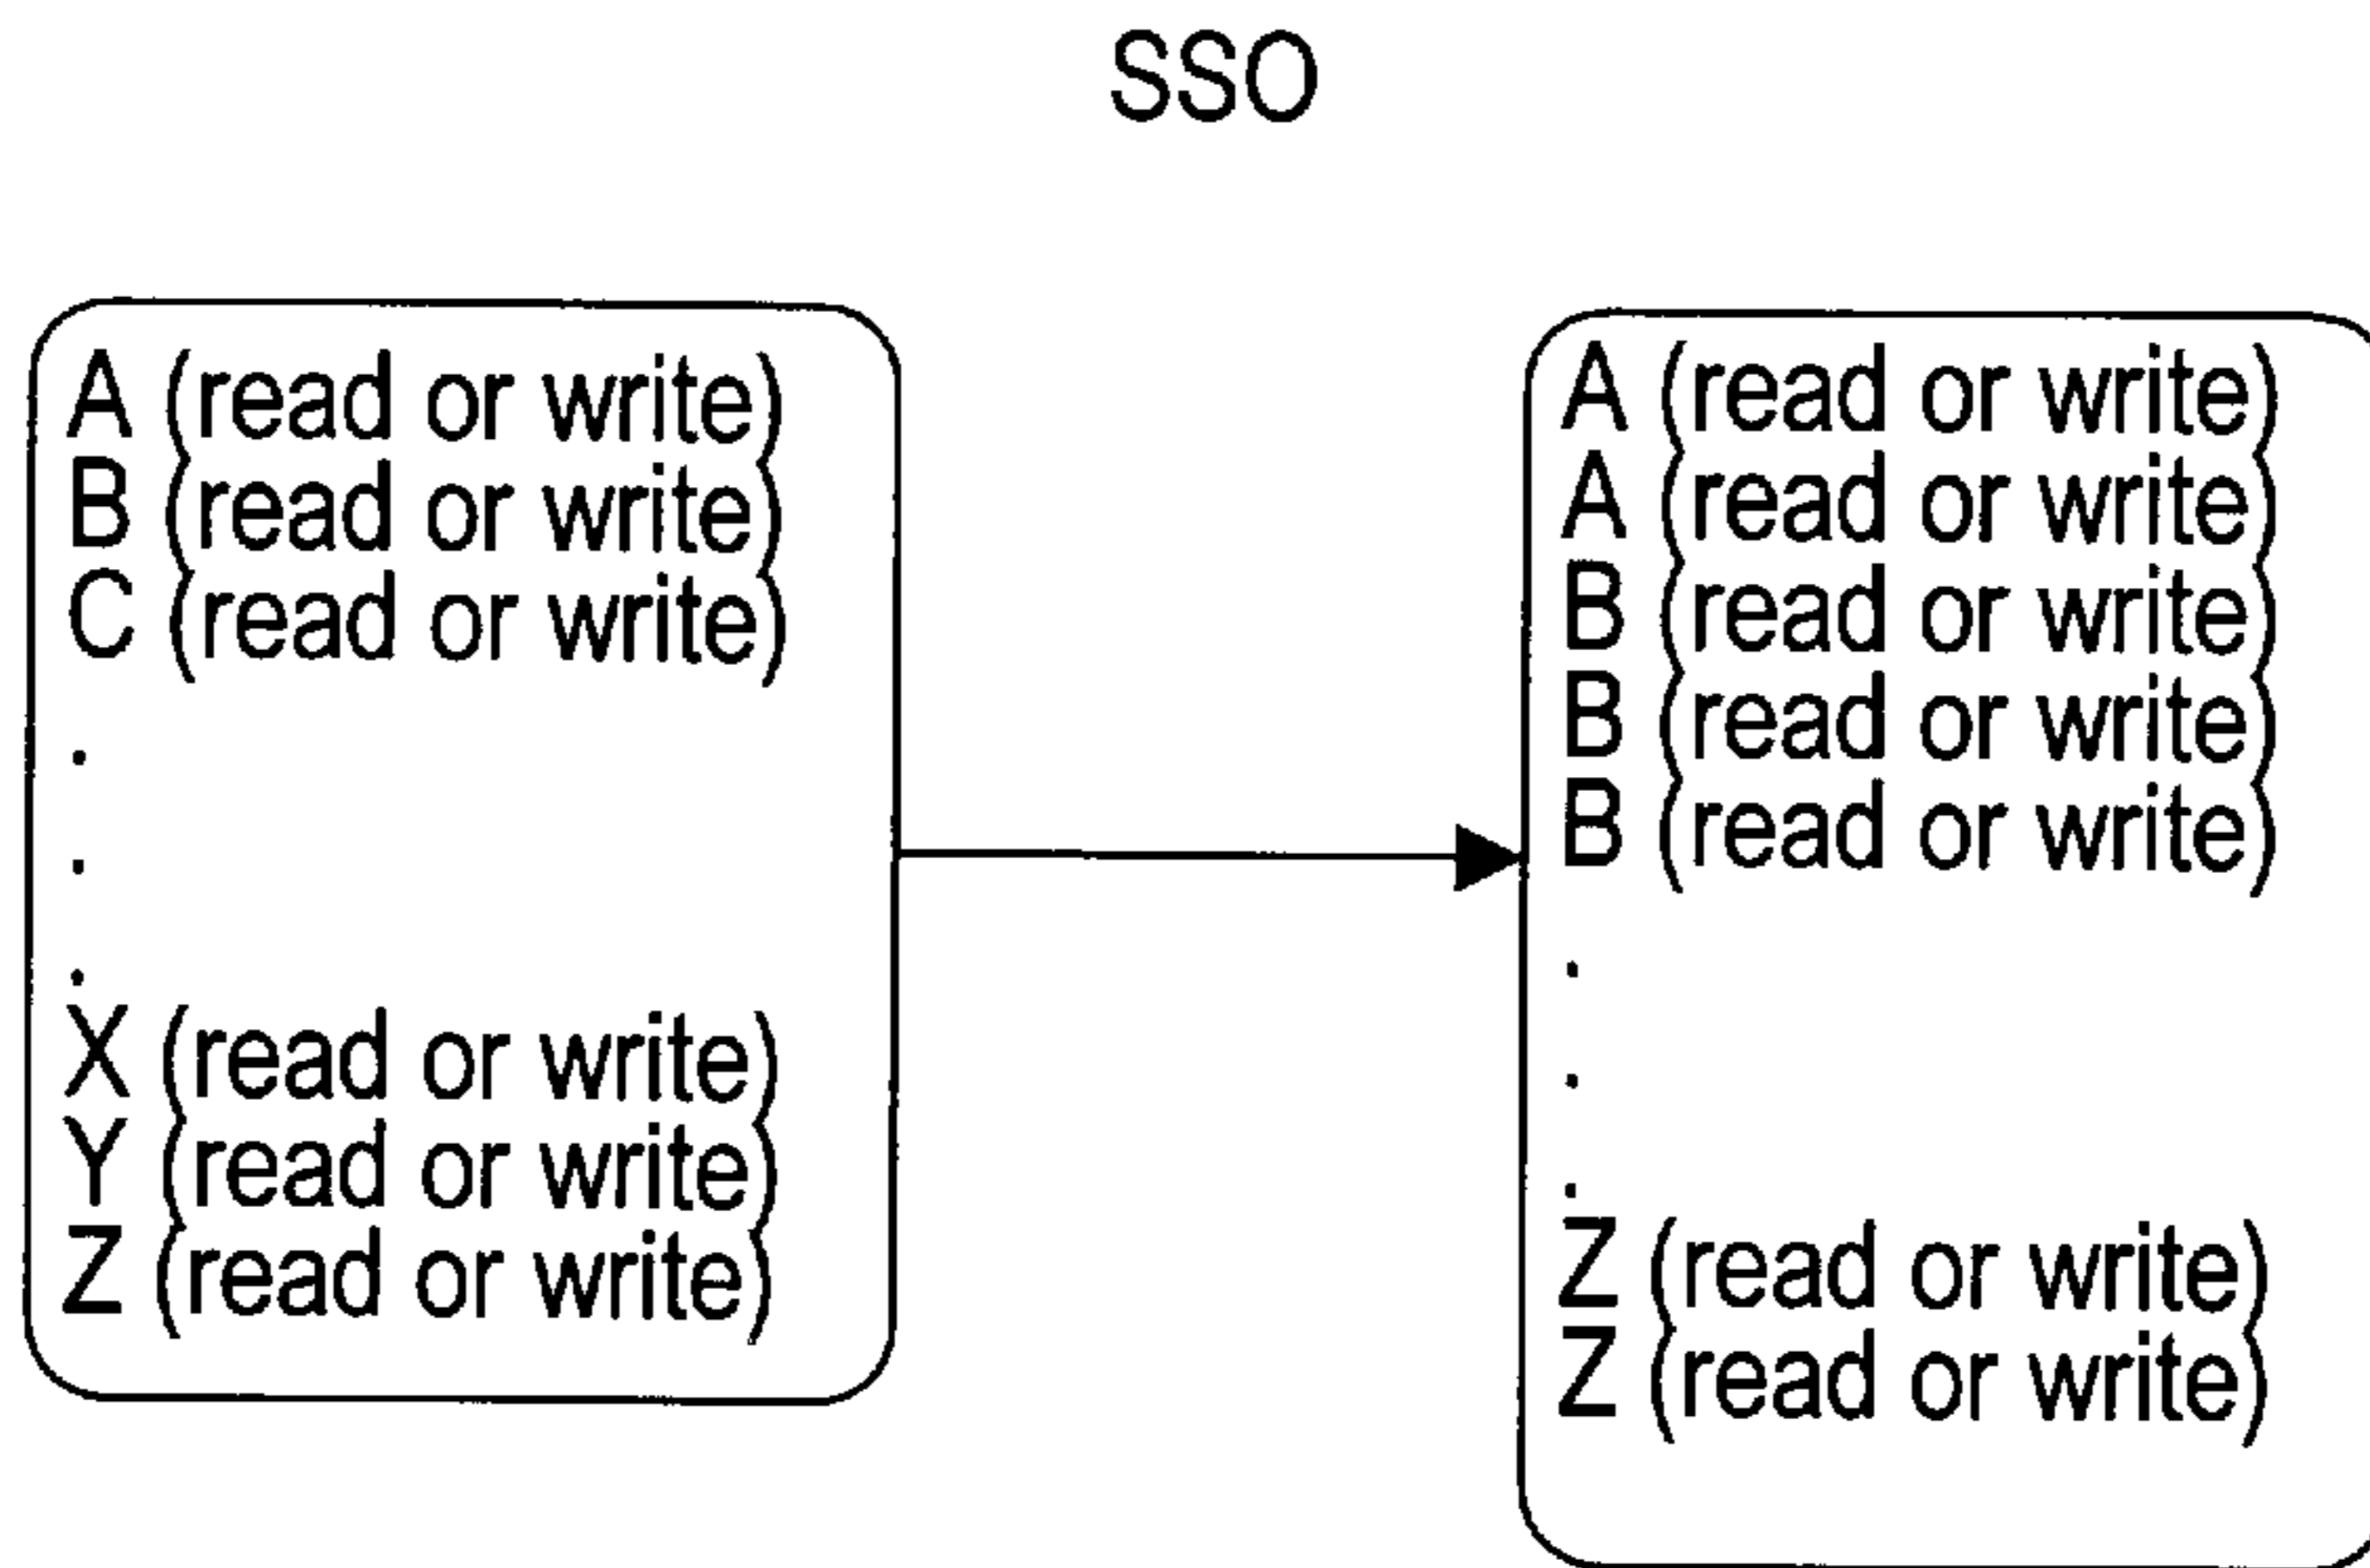 SSO
A (read or write)
B (read or write)
C (read or write)
.
.
.
X (read or write)
Y (read or write)
Z (read or write)
A (read or write)
A (read or write)
B (read or write)
B (read or write)
B (read or write)
.
.
.
Z (read or write)
Z (read or write)